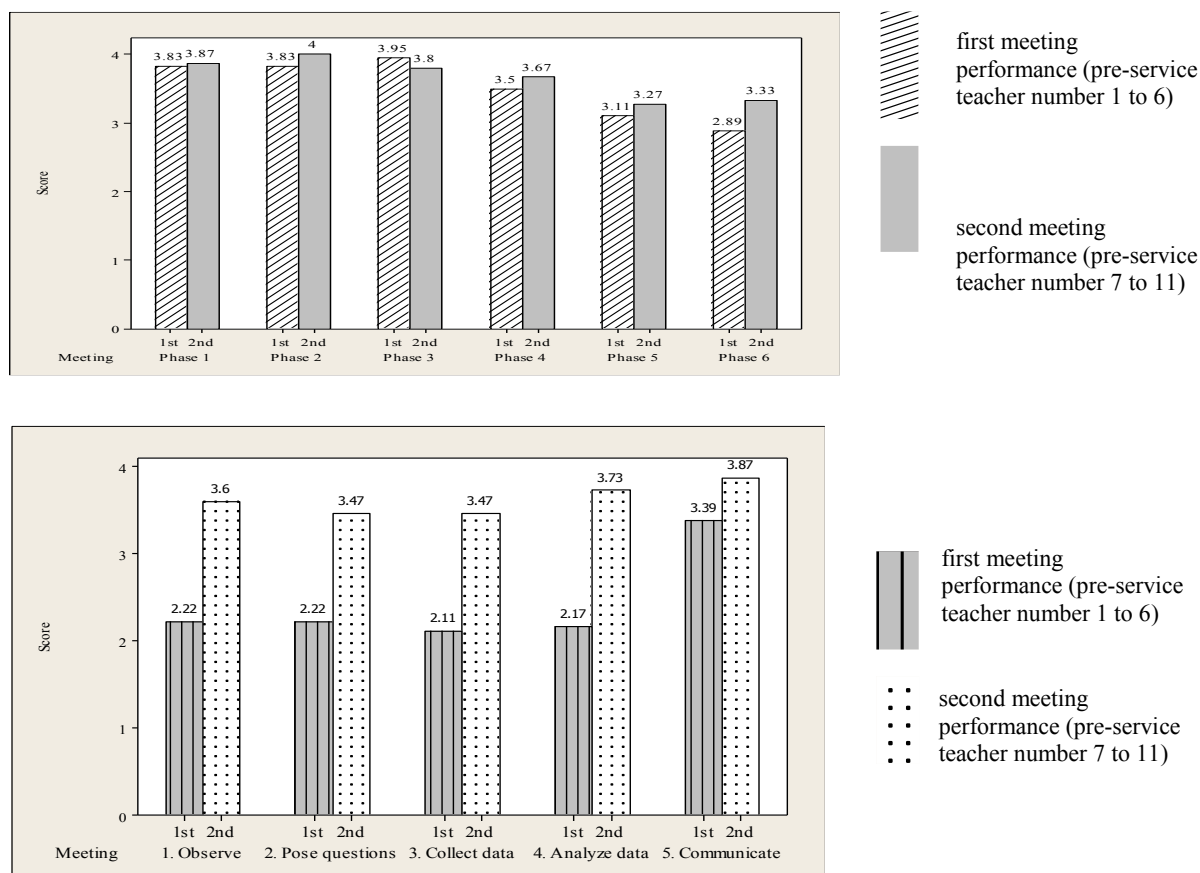 3.83 3.87 3.83 4 3.95 3.8 3.5 3.67 3.11 3.27 2.89 3.33
4
3
2
1
0
Score
1st 2nd 1st 2nd 1st 2nd 1st 2nd 1st 2nd 1st 2nd
Meeting Phase 1 Phase 2 Phase 3 Phase 4 Phase 5 Phase 6
first meeting
performance (pre-service
teacher number 1 to 6)
second meeting
performance (pre-service
teacher number 7 to 11)
2.22 3.6 2.22 3.47 2.11 3.47 2.17 3.73 3.39 3.87
4
3
2
1
0
Score
1st 2nd 1st 2nd 1st 2nd 1st 2nd 1st 2nd
Meeting 1. Observe 2. Pose questions 3. Collect data 4. Analyze data 5. Communicate
first meeting
performance (pre-service
teacher number 1 to 6)
second meeting
performance (pre-service
teacher number 7 to 11)